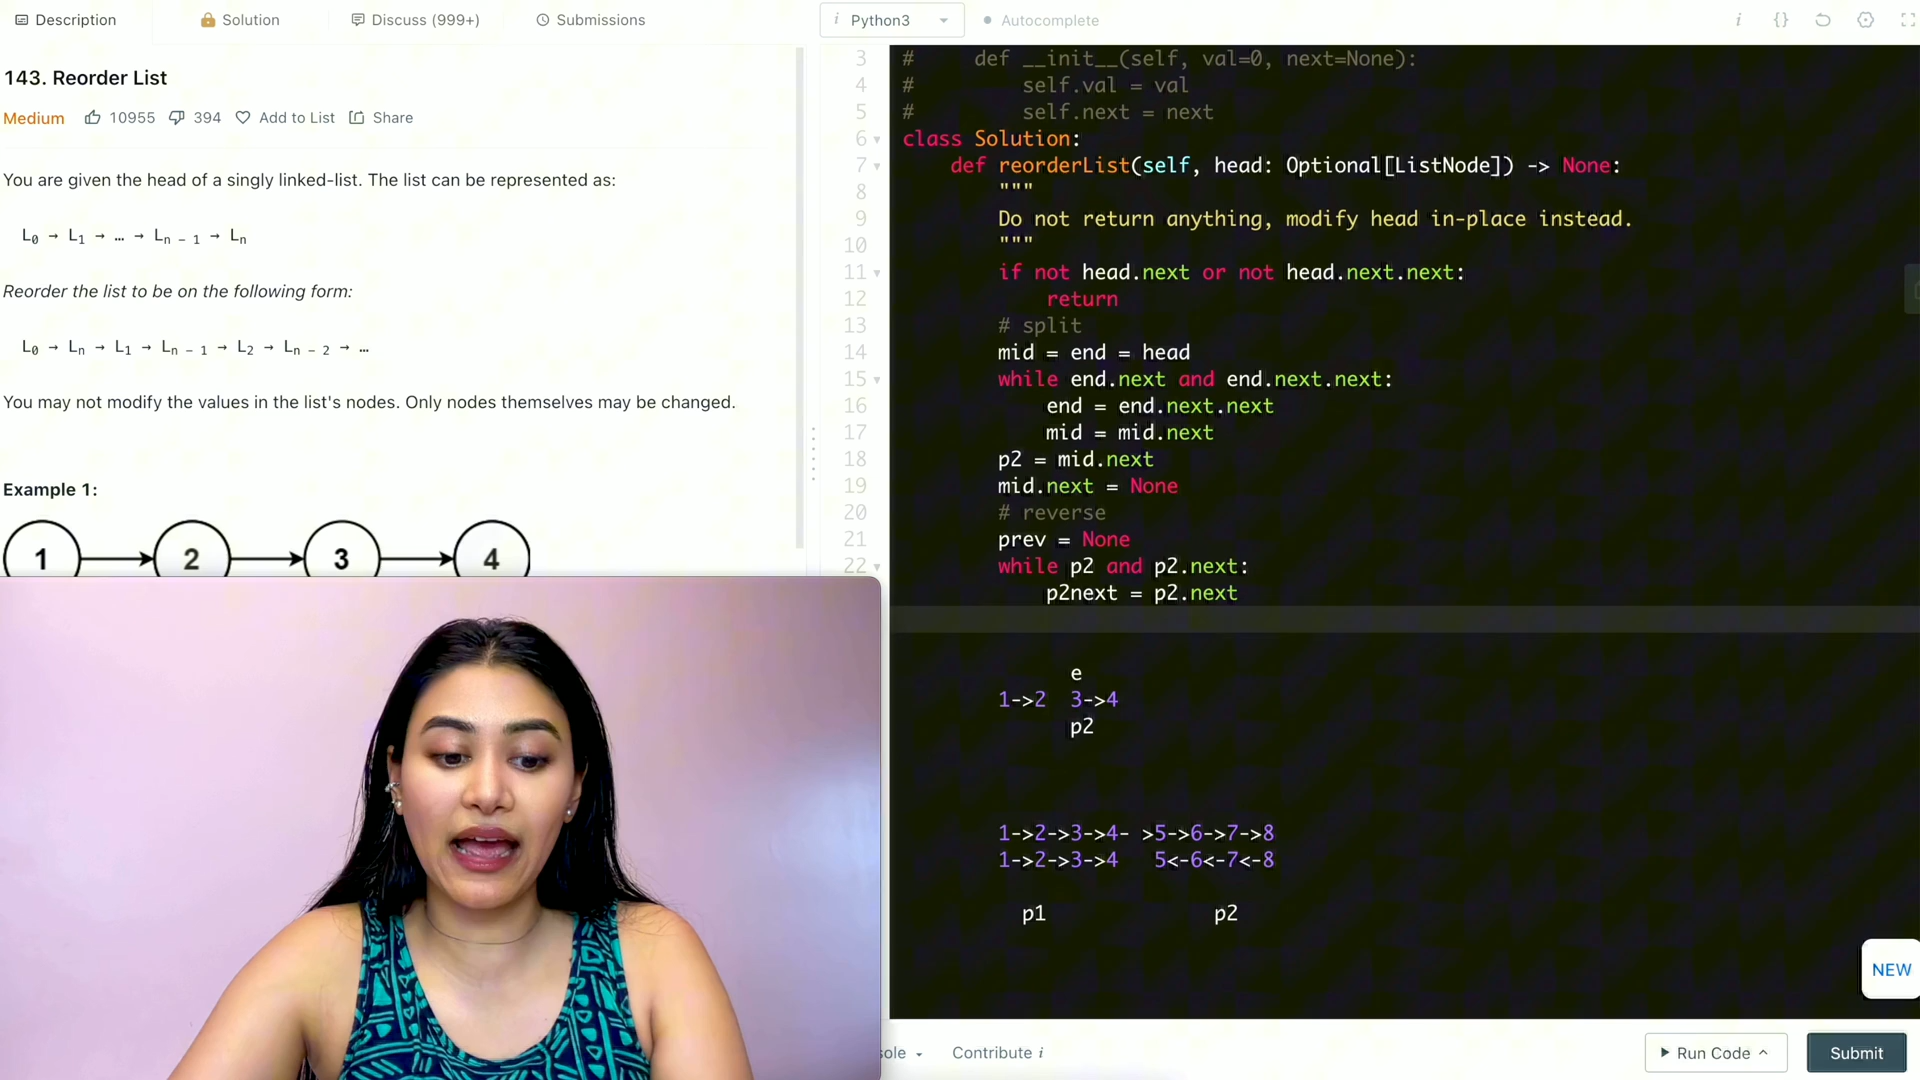 Description
Solution
Discuss (999+)
Submissions
i Python3
Autocomplete
i {}
143. Reorder List
Medium 10955 394 Add to List Share
You are given the head of a singly linked-list. The list can be represented as:
L0 → L1 → … → Ln - 1 → Ln
Reorder the list to be on the following form:
L0 → Ln → L1 → Ln - 1 → L2 → Ln - 2 → …
You may not modify the values in the list's nodes. Only nodes themselves may be changed.
Example 1:
1 2 3 4
3 #     def __init__(self, val=0, next=None):
4 #         self.val = val
5 #         self.next = next
6 class Solution:
7     def reorderList(self, head: Optional[ListNode]) -> None:
8         """
9         Do not return anything, modify head in-place instead.
10         """
11         if not head.next or not head.next.next:
12             return
13         # split
14         mid = end = head
15         while end.next and end.next.next:
16             end = end.next.next
17             mid = mid.next
18         p2 = mid.next
19         mid.next = None
20         # reverse
21         prev = None
22         while p2 and p2.next:
            p2next = p2.next
e
1->2  3->4
p2
1->2->3->4- >5->6->7->8
1->2->3->4   5<-6<-7<-8
p1 p2
NEW
sole Contribute i
Run Code
Submit